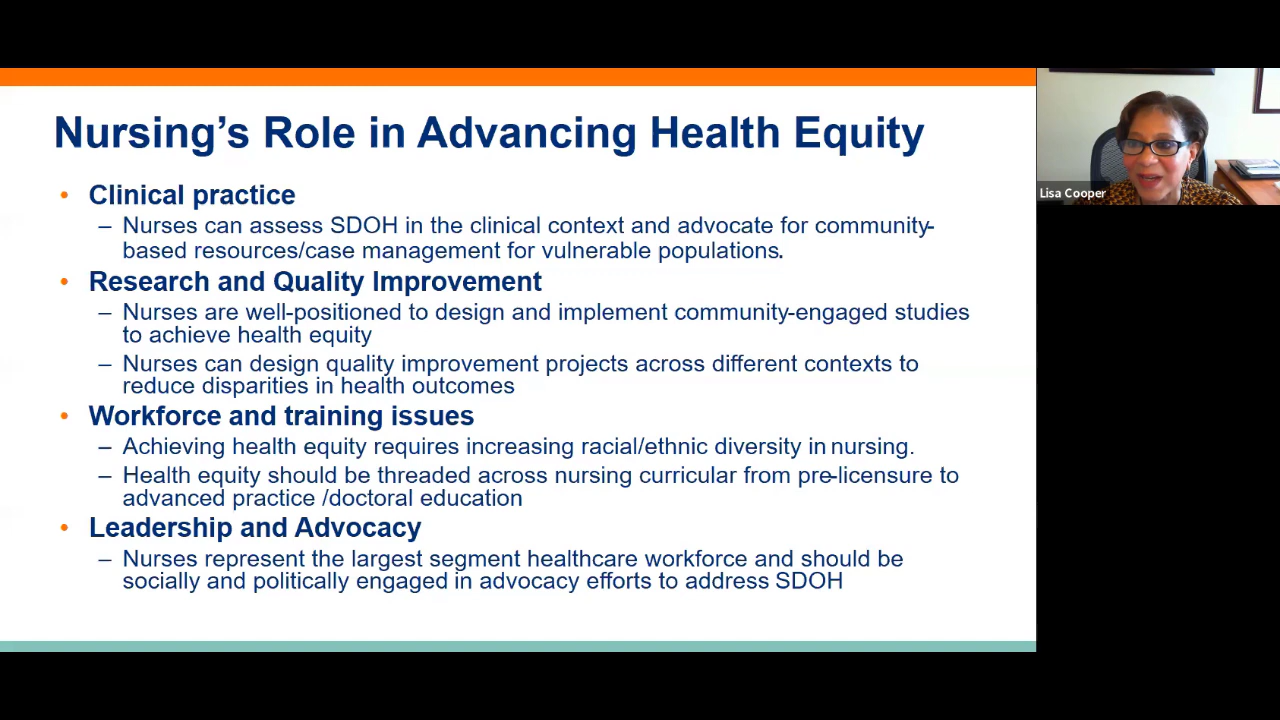 Nursing's Role in Advancing Health Equity
• Clinical practice
– Nurses can assess SDOH in the clinical context and advocate for community-
based resources/case management for vulnerable populations.
• Research and Quality Improvement
– Nurses are well-positioned to design and implement community-engaged studies
to achieve health equity
– Nurses can design quality improvement projects across different contexts to
reduce disparities in health outcomes
• Workforce and training issues
– Achieving health equity requires increasing racial/ethnic diversity in nursing.
– Health equity should be threaded across nursing curricular from pre-licensure to
advanced practice /doctoral education
• Leadership and Advocacy
– Nurses represent the largest segment healthcare workforce and should be
socially and politically engaged in advocacy efforts to address SDOH
Lisa Cooper